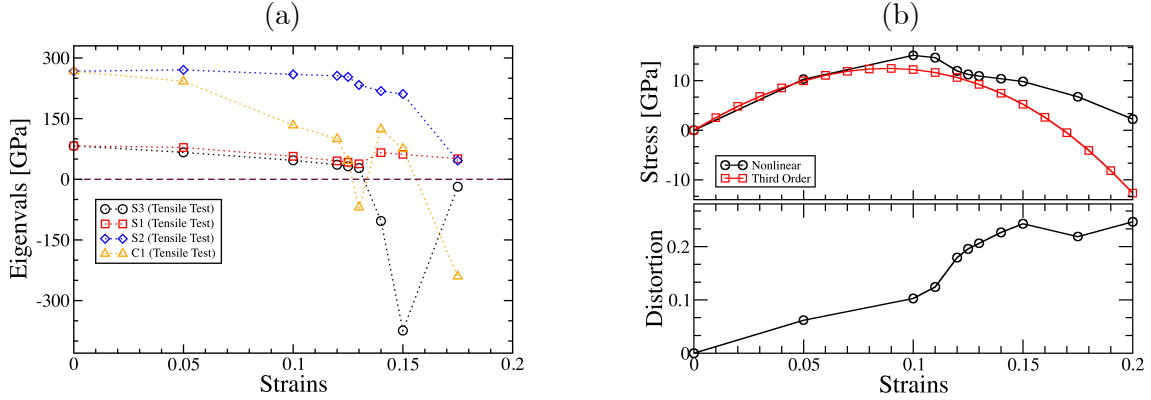 (a)
300
150
0
-150
-300
Eigenvals [GPa]
S3 (Tensile Test)
S1 (Tensile Test)
S2 (Tensile Test)
C1 (Tensile Test)
0
0.05
0.1
0.15
0.2
Strains
(b)
10
0
-10
Stress [GPa]
Nonlinear
Third Order
0.2
0.1
0
Distortion
0
0.05
0.1
0.15
0.2
Strains